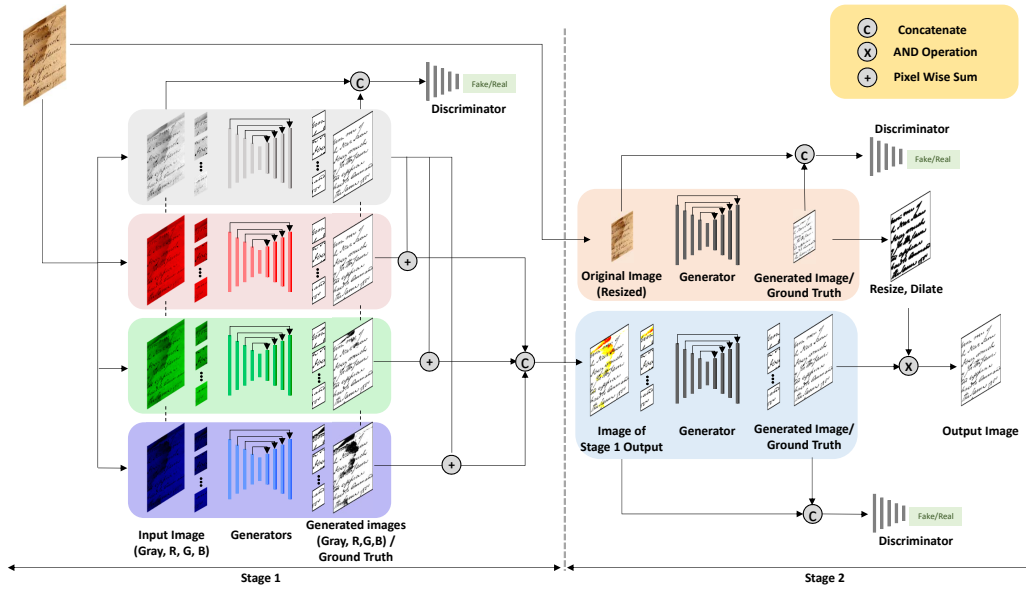 C
Concatenate
X
AND Operation
+
Pixel Wise Sum
C
Fake/Real
Discriminator
+
+
+
C
Input Image
(Gray, R, G, B)
Generators
Generated images
(Gray, R,G,B) /
Ground Truth
Stage 1
Discriminator
C
Fake/Real
Original Image
(Resized)
Generator
Generated Image/
Ground Truth
Resize, Dilate
X
Image of
Stage 1 Output
Generator
Generated Image/
Ground Truth
Output Image
C
Fake/Real
Discriminator
Stage 2